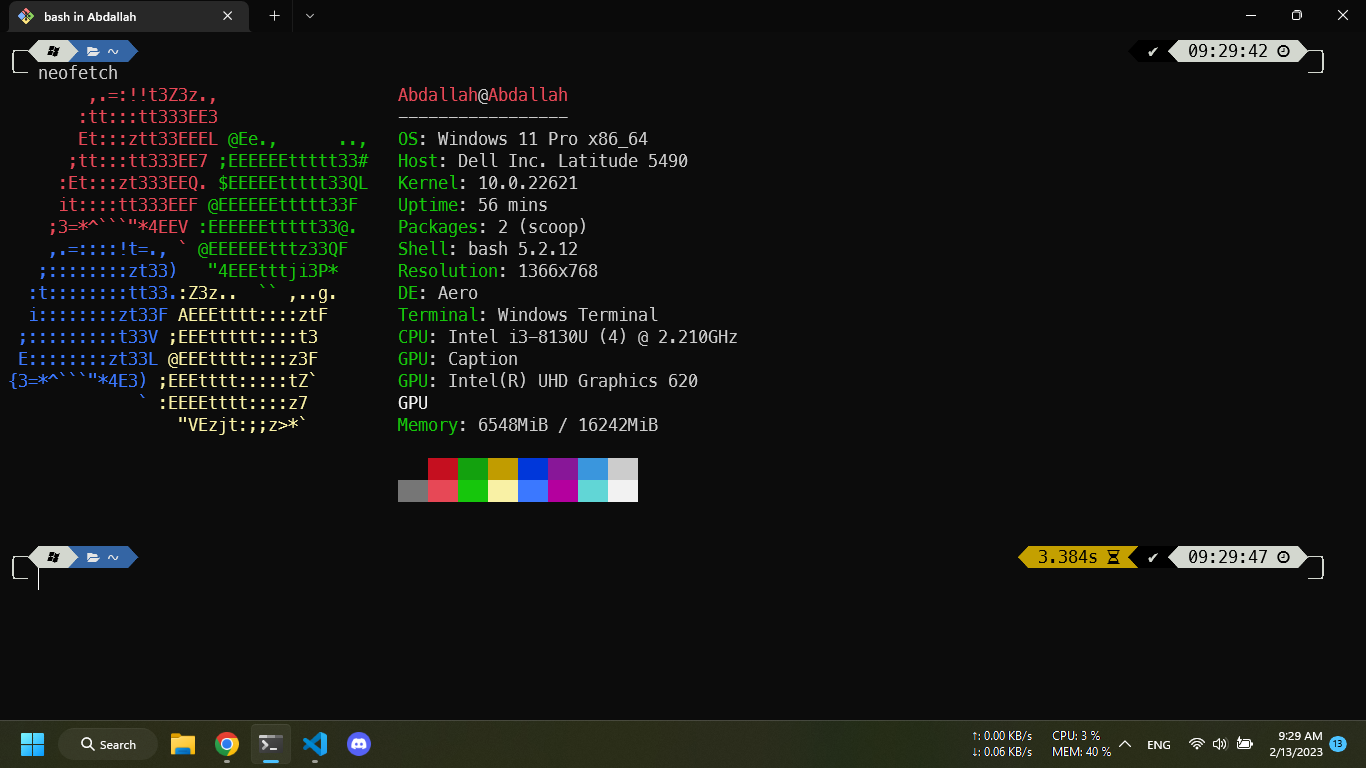 bash in Abdallah
~ ✔ 09:29:42
neofetch
,.=:!!t3Z3z.,
:tt:::tt333EE3
Et:::ztt33EEEL @Ee.,      ..,
;tt:::tt333EE7 ;EEEEEEttttt33#
:Et:::zt333EEQ. $EEEEEttttt33QL
it::::tt333EEF @EEEEEEttttt33F
;3=*^```"*4EEV :EEEEEEttttt33@.
,.=::::!t=., ` @EEEEEEtttz33QF
;::::::::zt33)   "4EEEtttji3P*
:t::::::::tt33.:Z3z..  `` ,..g.
i::::::::zt33F AEEEtttt::::ztF
;:::::::::t33V ;EEEttttt::::t3
E::::::::zt33L @EEEtttt::::z3F
{3=*^```"*4E3) ;EEEtttt:::::tZ`
` :EEEEtttt::::z7
"VEzjt:;;z>*`
Abdallah@Abdallah
-----------------
OS: Windows 11 Pro x86_64
Host: Dell Inc. Latitude 5490
Kernel: 10.0.22621
Uptime: 56 mins
Packages: 2 (scoop)
Shell: bash 5.2.12
Resolution: 1366x768
DE: Aero
Terminal: Windows Terminal
CPU: Intel i3-8130U (4) @ 2.210GHz
GPU: Caption
GPU: Intel(R) UHD Graphics 620
GPU
Memory: 6548MiB / 16242MiB
~ 3.384s ✔ 09:29:47
Search
↑: 0.00 KB/s CPU: 3 %
↓: 0.06 KB/s MEM: 40 %
ENG
9:29 AM
2/13/2023
13